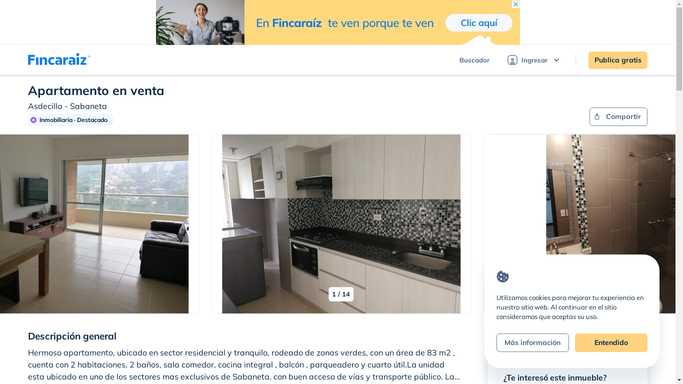 En Fincaraíz te ven porque te ven
Clic aquí
Fincaraiz
Buscador
Ingresar
Publica gratis
Apartamento en venta
Asdecillo - Sabaneta
Inmobiliaria · Destacado
Compartir
1 / 14
Utilizamos cookies para mejorar tu experiencia en
nuestro sitio web. Al continuar en el sitio
consideramos que aceptas su uso.
Más información
Entendido
Descripción general
Hermoso apartamento, ubicado en sector residencial y tranquilo, rodeado de zonas verdes, con un área de 83 m2 ,
cuenta con 2 habitaciones, 2 baños, sala comedor, cocina integral , balcón , parqueadero y cuarto útil.La unidad
esta ubicada en uno de los sectores mas exclusivos de Sabaneta, con buen acceso de vías y transporte público. La...
¿Te interesó este inmueble?